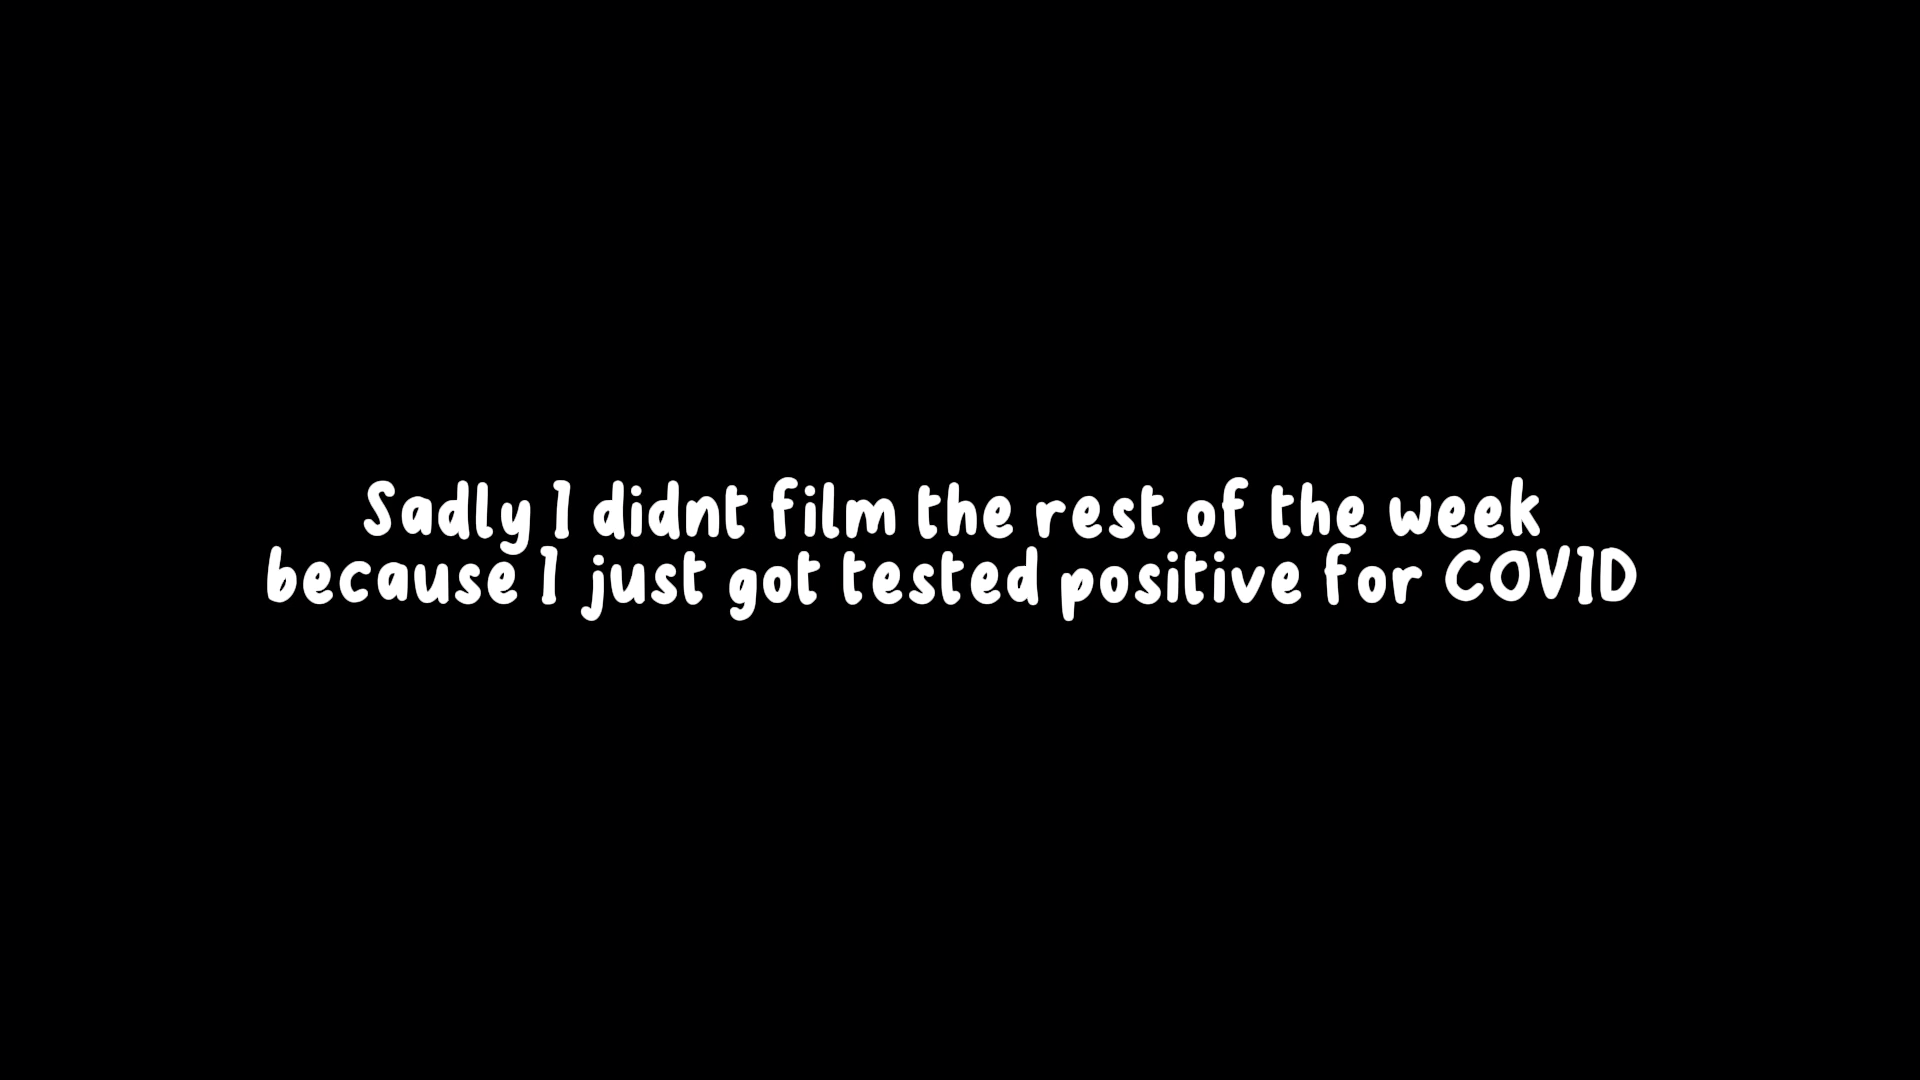 Sadly I didnt film the rest of the week
because I just got tested positive for COVID